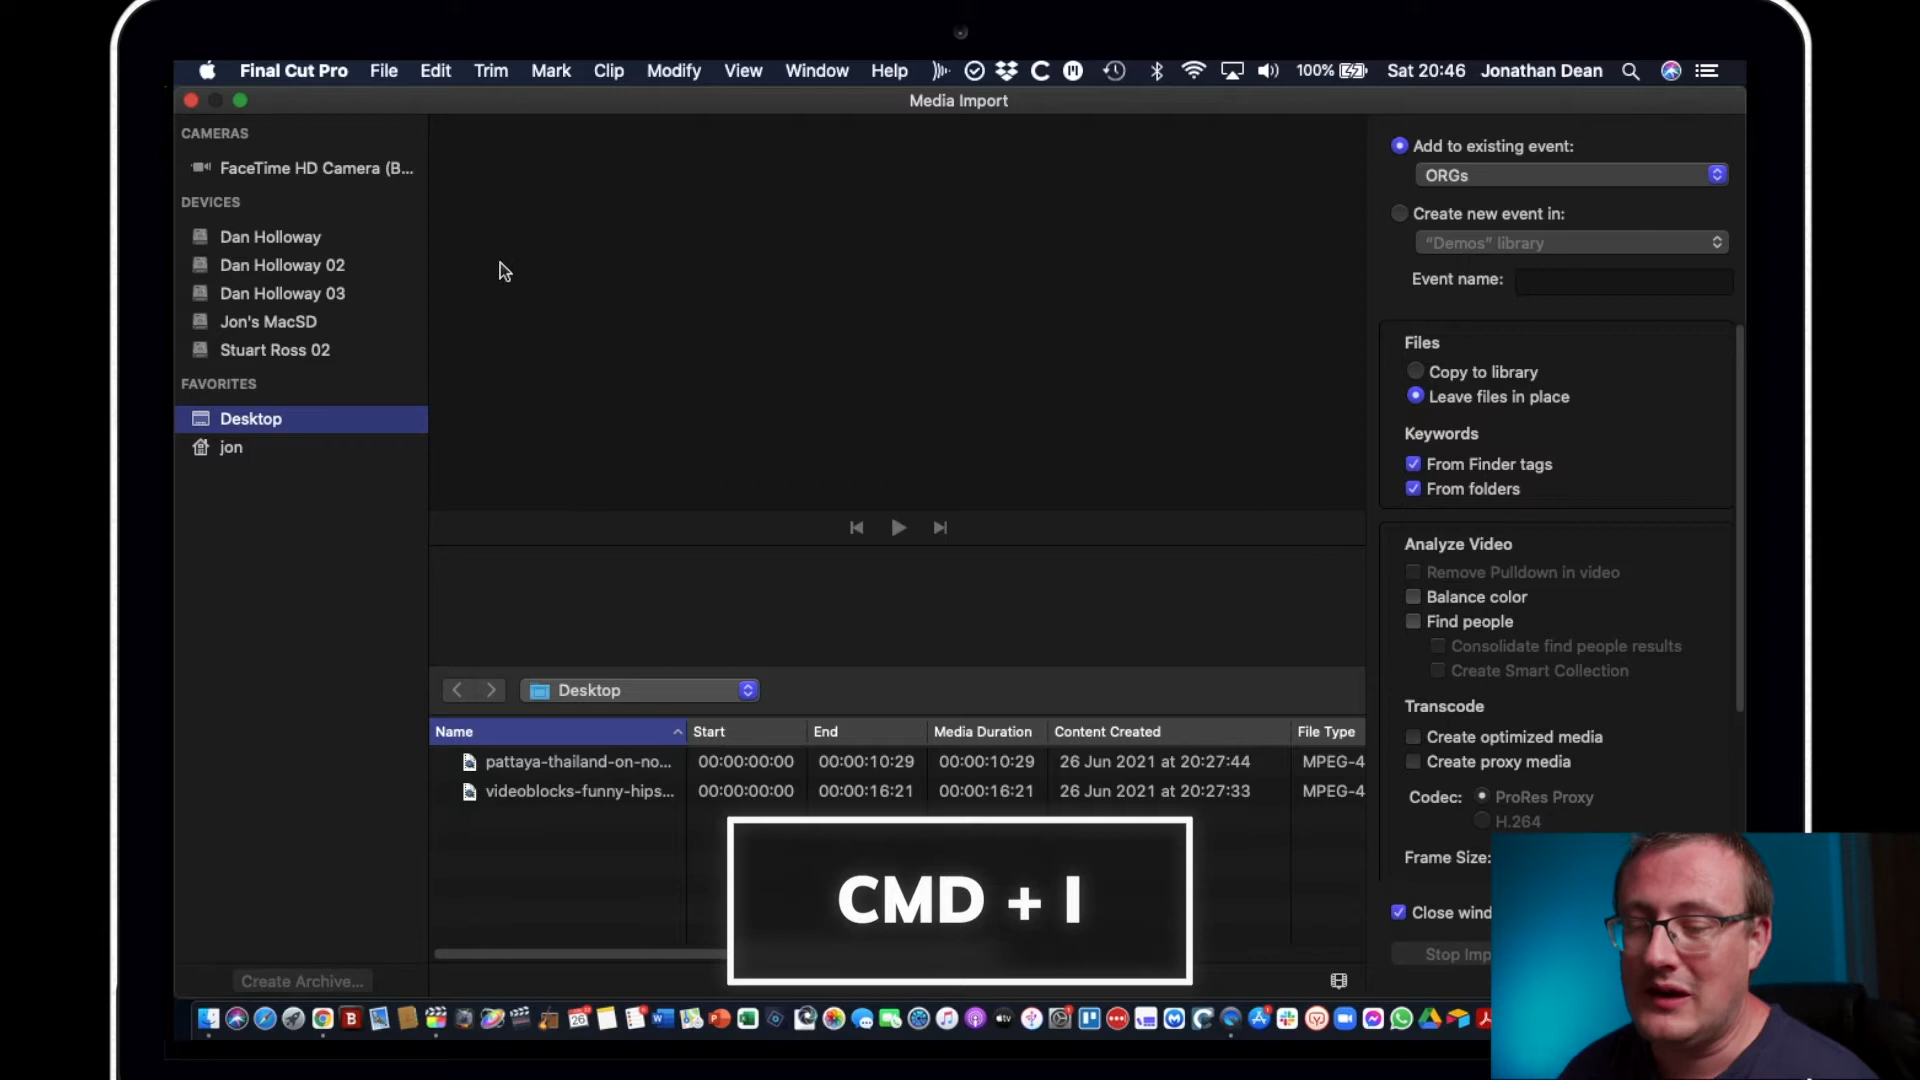 Final Cut Pro File Edit Trim Mark Clip Modify View Window Help 100% Sat 20:46 Jonathan Dean
Media Import
CAMERAS
FaceTime HD Camera (B...
DEVICES
Dan Holloway
Dan Holloway 02
Dan Holloway 03
Jon's MacSD
Stuart Ross 02
FAVORITES
Desktop
jon
Create Archive...
Desktop
Name Start End Media Duration Content Created File Type
pattaya-thailand-on-no... 00:00:00:00 00:00:10:29 00:00:10:29 26 Jun 2021 at 20:27:44 MPEG-4
videoblocks-funny-hips... 00:00:00:00 00:00:16:21 00:00:16:21 26 Jun 2021 at 20:27:33 MPEG-4
CMD + I
Add to existing event:
ORGs
Create new event in:
"Demos" library
Event name:
Files
Copy to library
Leave files in place
Keywords
From Finder tags
From folders
Analyze Video
Remove Pulldown in video
Balance color
Find people
Consolidate find people results
Create Smart Collection
Transcode
Create optimized media
Create proxy media
Codec: ProRes Proxy
H.264
Frame Size:
Close wind
Stop Imp